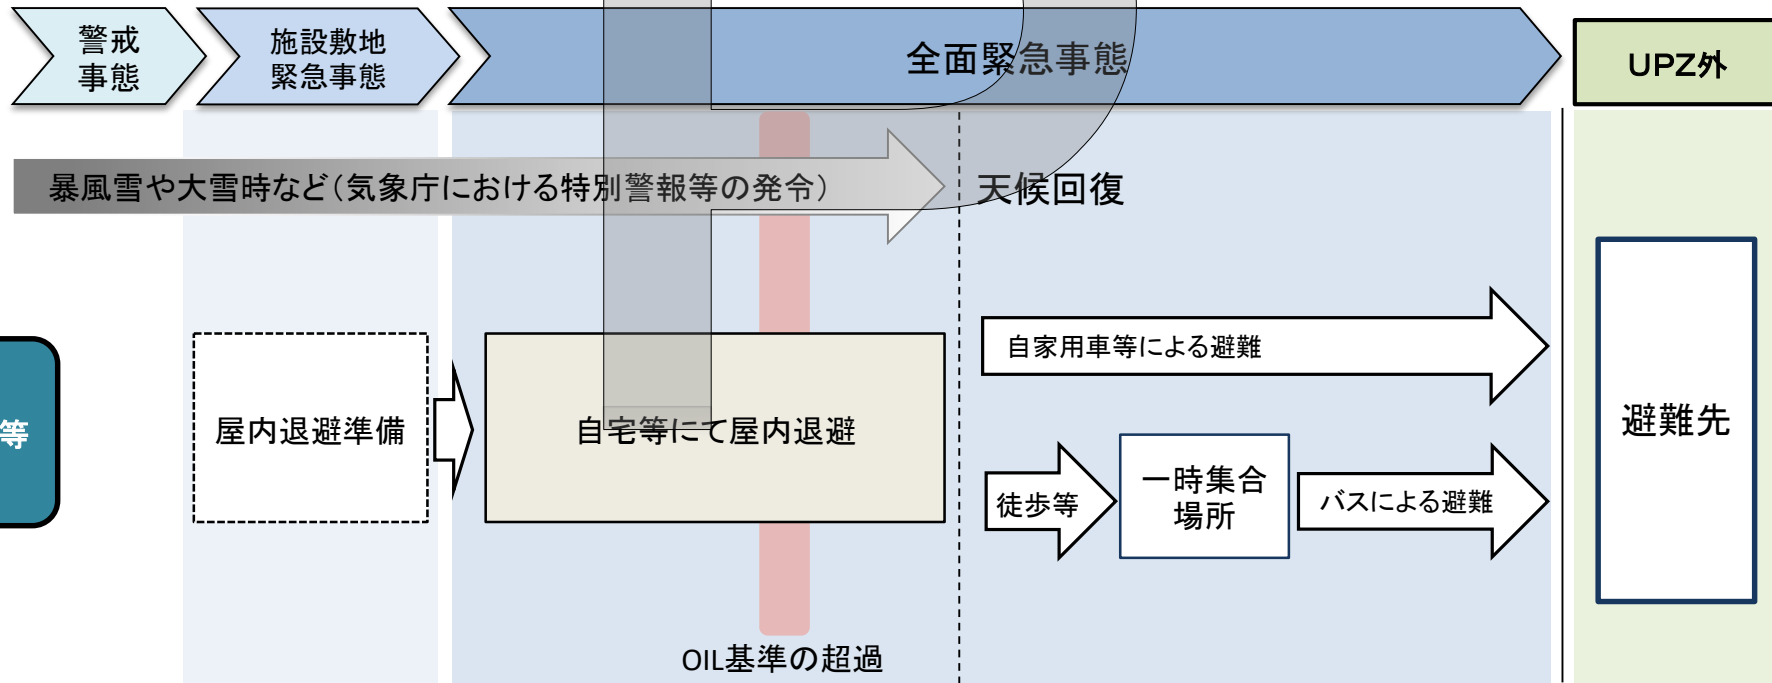 警戒
事態
施設敷地
緊急事態
全面緊急事態
UPZ外
暴風雪や大雪時など（気象庁における特別警報等の発令）
天候回復
等
屋内退避準備
自宅等にて屋内退避
自家用車等による避難
徒歩等
一時集合
場所
バスによる避難
避難先
OIL基準の超過